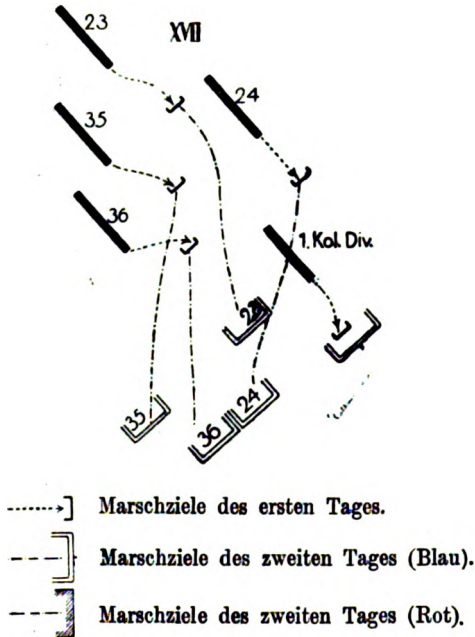 23
XVII
24
35
36
1. Kol. Div.
23
35
36
24
Marschziele des ersten Tages.
Marschziele des zweiten Tages (Blau).
Marschziele des zweiten Tages (Rot).